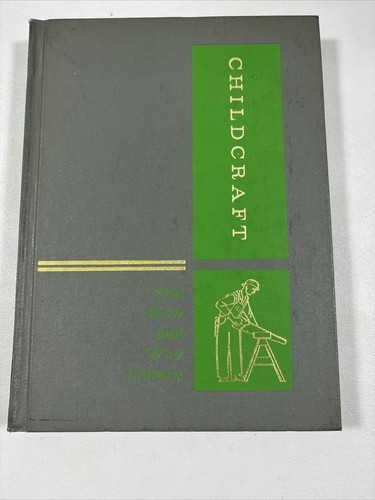 CHILDCRAFT
The
How
and
Why
Library